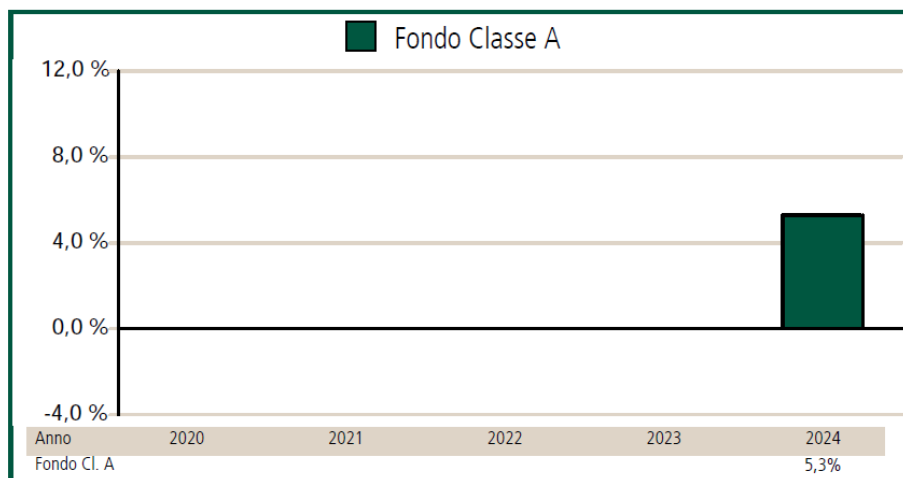 Fondo Classe A
12,0 %
8,0 %
4,0 %
0,0 %
-4,0 %
Anno 2020 2021 2022 2023 2024
Fondo Cl. A 5,3%